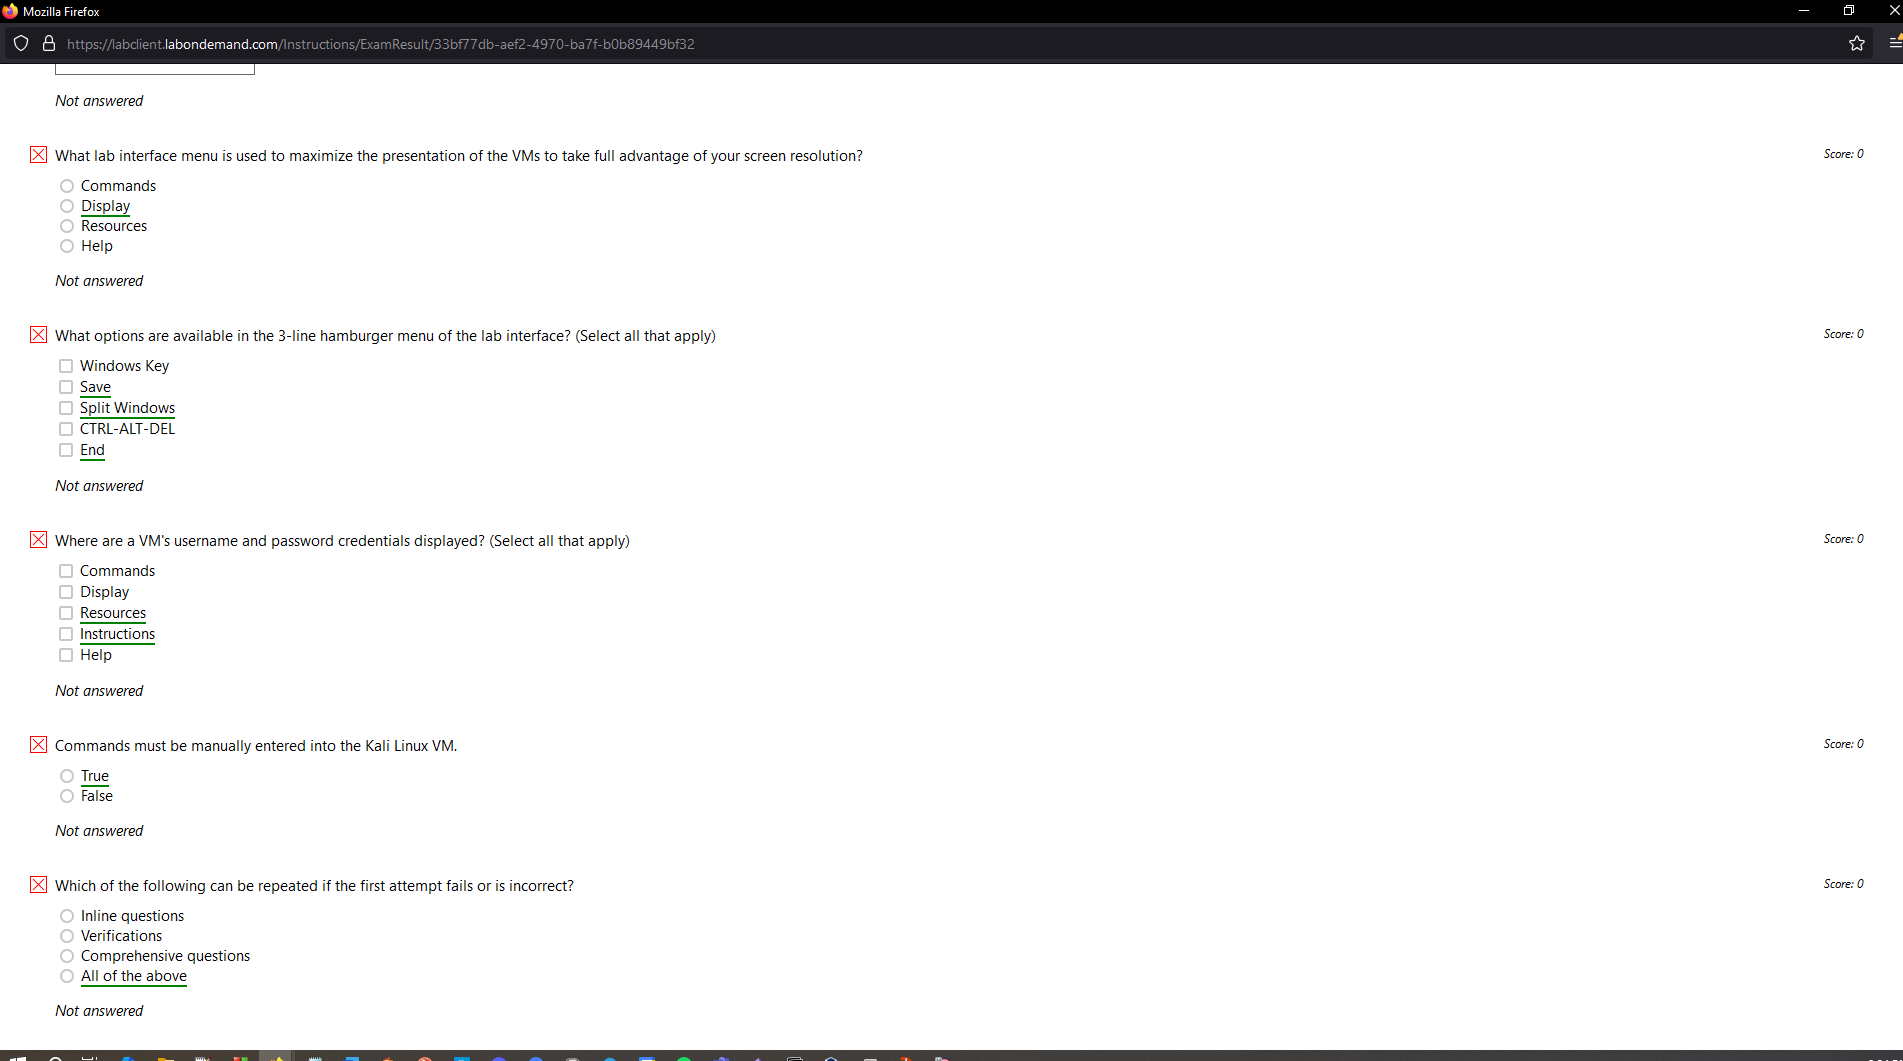 Mozilla Firefox
https://labclient.labondemand.com/Instructions/ExamResult/33bf77db-aef2-4970-ba7f-b0b89449bf32
Not answered
What lab interface menu is used to maximize the presentation of the VMs to take full advantage of your screen resolution?
Score: 0
Commands
Display
Resources
Help
Not answered
What options are available in the 3-line hamburger menu of the lab interface? (Select all that apply)
Score: 0
Windows Key
Save
Split Windows
CTRL-ALT-DEL
End
Not answered
Where are a VM's username and password credentials displayed? (Select all that apply)
Score: 0
Commands
Display
Resources
Instructions
Help
Not answered
Commands must be manually entered into the Kali Linux VM.
Score: 0
True
False
Not answered
Which of the following can be repeated if the first attempt fails or is incorrect?
Score: 0
Inline questions
Verifications
Comprehensive questions
All of the above
Not answered